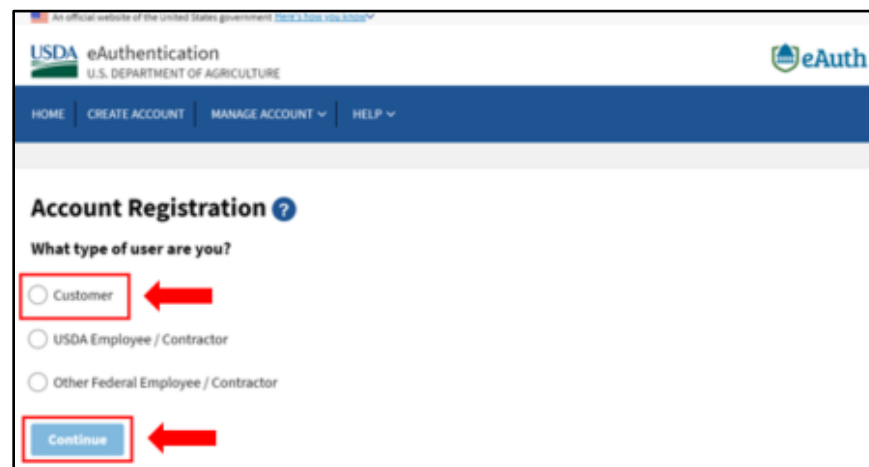 An official website of the United States government Here's how you know
USDA eAuthentication
U.S. DEPARTMENT OF AGRICULTURE
eAuth
HOME CREATE ACCOUNT MANAGE ACCOUNT HELP
Account Registration ?
What type of user are you?
Customer
USDA Employee / Contractor
Other Federal Employee / Contractor
Continue